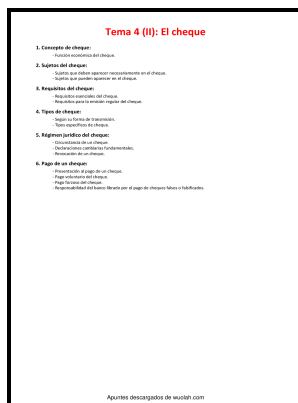 Tema 4 (II): El cheque
1. Concepto de cheque:
- Función económica del cheque.
2. Sujetos del cheque:
- Sujetos que deben aparecer necesariamente en el cheque.
- Sujetos que pueden aparecer en el cheque.
3. Requisitos del cheque:
- Requisitos esenciales del cheque.
- Requisitos para la emisión regular del cheque.
4. Tipos de cheque:
- Según su forma de transmisión.
- Tipos específicos de cheque.
5. Régimen jurídico del cheque:
- Circunstancia de un cheque.
- Declaraciones cambiarias fundamentales.
- Revocación de un cheque.
6. Pago de un cheque:
- Presentación al pago de un cheque.
- Pago voluntario del cheque.
- Pago forzoso del cheque.
- Responsabilidad del banco librado por el pago de cheques falsos o falsificados.
Apuntes descargados de wuolah.com